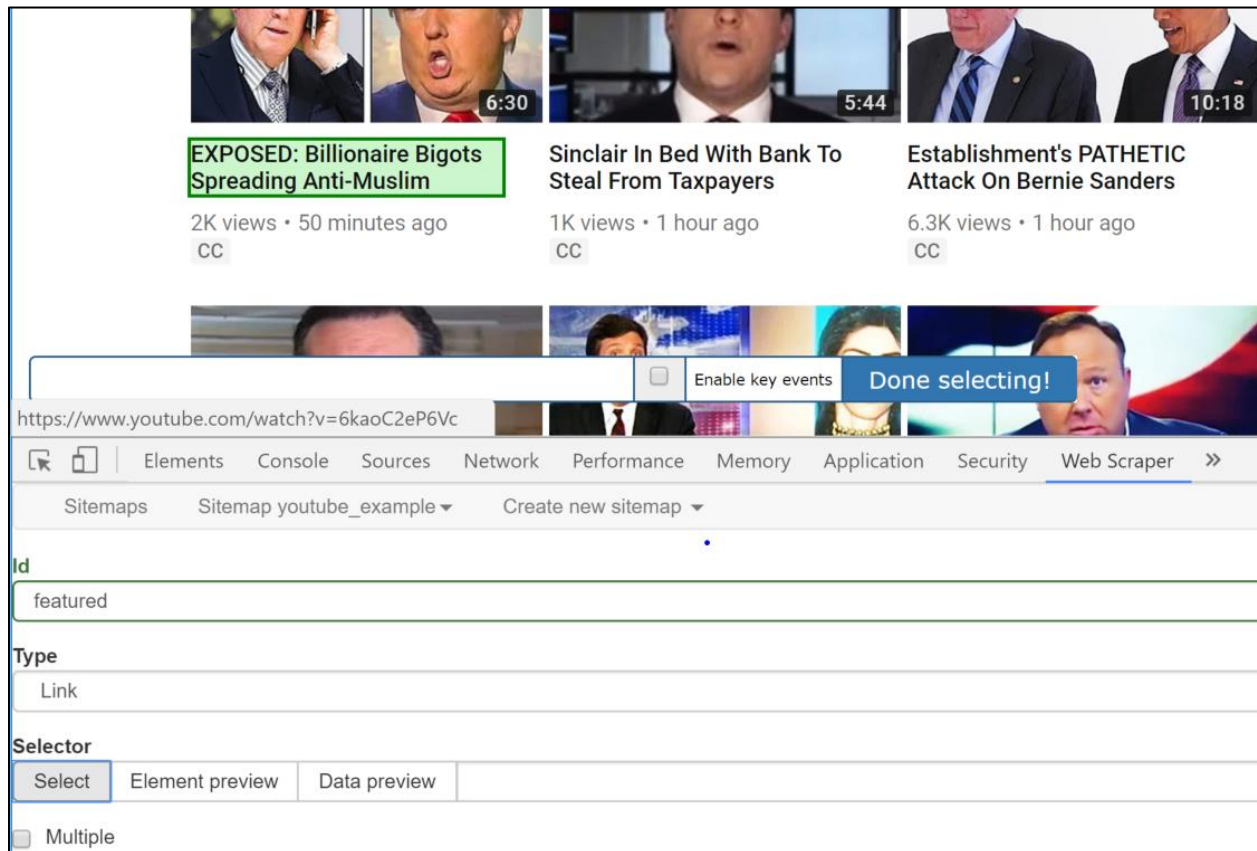 6:30
5:44
10:18
EXPOSED: Billionaire Bigots
Spreading Anti-Muslim
Sinclair In Bed With Bank To
Steal From Taxpayers
Establishment's PATHETIC
Attack On Bernie Sanders
2K views • 50 minutes ago
1K views • 1 hour ago
6.3K views • 1 hour ago
CC
CC
CC
Enable key events
Done selecting!
https://www.youtube.com/watch?v=6kaoC2eP6Vc
Elements Console Sources Network Performance Memory Application Security Web Scraper »
Sitemaps Sitemap youtube_example Create new sitemap
Id
featured
Type
Link
Selector
Select Element preview Data preview
Multiple